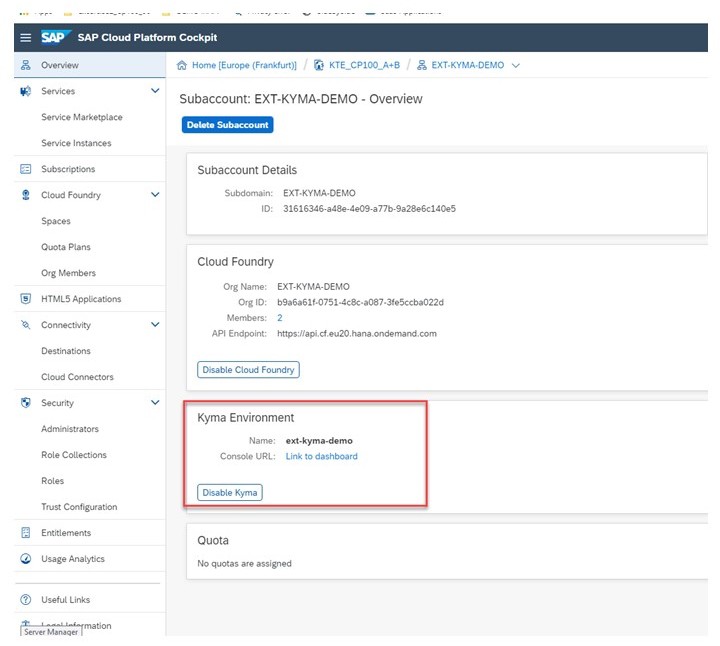 SAP SAP Cloud Platform Cockpit
Overview
Services
Service Marketplace
Service Instances
Subscriptions
Cloud Foundry
Spaces
Quota Plans
Org Members
HTML5 Applications
Connectivity
Destinations
Cloud Connectors
Security
Administrators
Role Collections
Roles
Trust Configuration
Entitlements
Usage Analytics
Useful Links
Legal Information
Server Manager
Home [Europe (Frankfurt)] / KTE_CP100_A+B / EXT-KYMA-DEMO
Subaccount: EXT-KYMA-DEMO - Overview
Delete Subaccount
Subaccount Details
Subdomain: EXT-KYMA-DEMO
ID: 31616346-a48e-4e09-a77b-9a28e6c140e5
Cloud Foundry
Org Name: EXT-KYMA-DEMO
Org ID: b9a6a61f-0751-4c8c-a087-3fe5ccba022d
Members: 2
API Endpoint: https://api.cf.eu20.hana.ondemand.com
Disable Cloud Foundry
Kyma Environment
Name: ext-kyma-demo
Console URL: Link to dashboard
Disable Kyma
Quota
No quotas are assigned